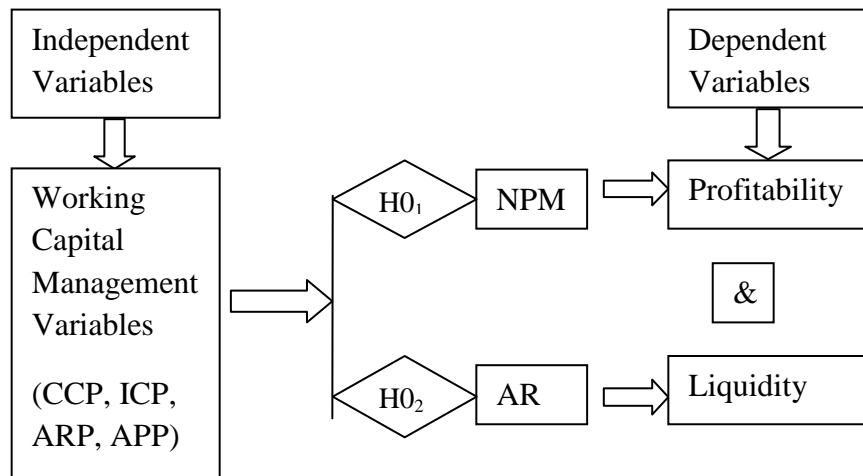 Independent
Variables
Dependent
Variables
Working
Capital
Management
Variables
(CCP, ICP,
ARP, APP)
H0₁
NPM
Profitability
&
H0₂
AR
Liquidity